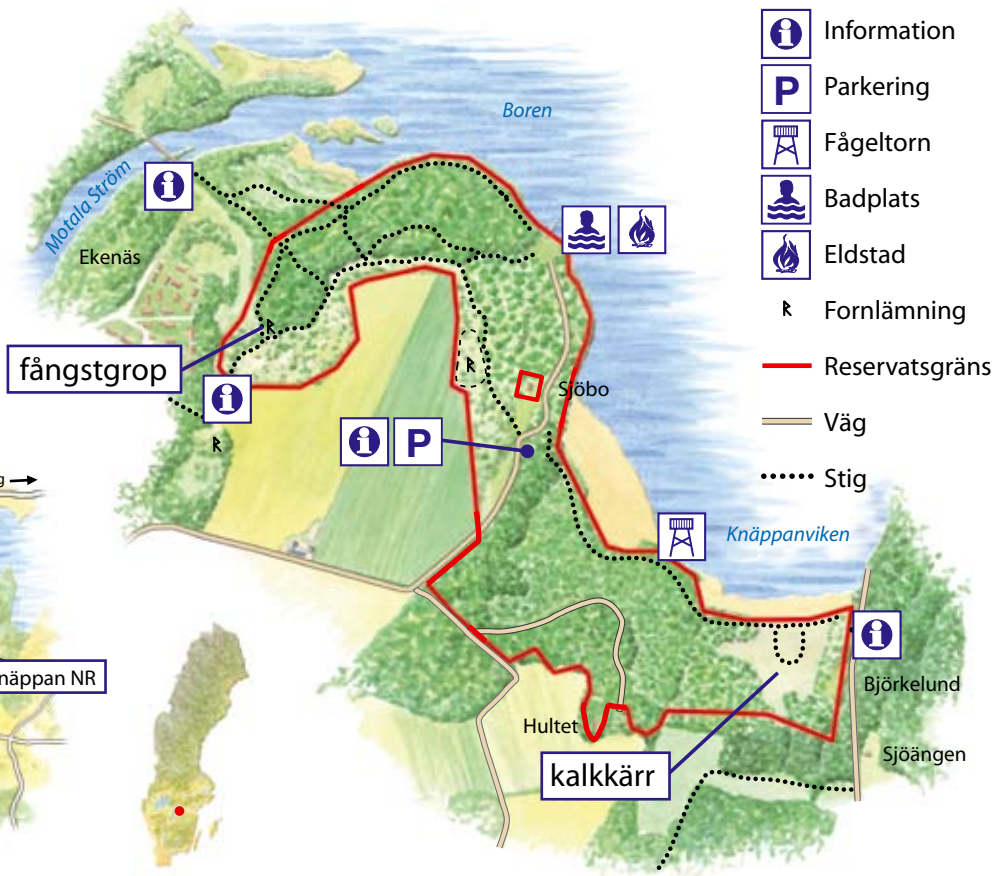 Information
P
Parkering
Fågeltorn
Badplats
Eldstad
Fornlämning
Reservatsgräns
Väg
Stig
Boren
Motala Ström
Ekenäs
fångstgrop
Sjöbo
P
Knäppanviken
Björkelund
Hultet
Sjöängen
kalkkärr
näppan NR
g